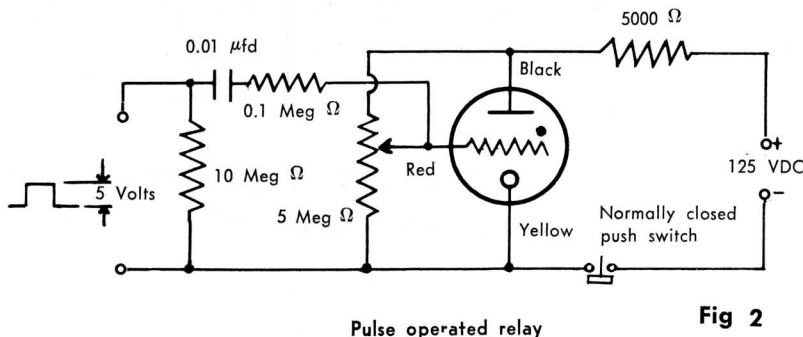 5000 Ω
0.01 µfd
Black
0.1 Meg Ω
+
125 VDC
−
Red
10 Meg Ω
5 Volts
5 Meg Ω
Yellow
Normally closed
push switch
Pulse operated relay
Fig 2